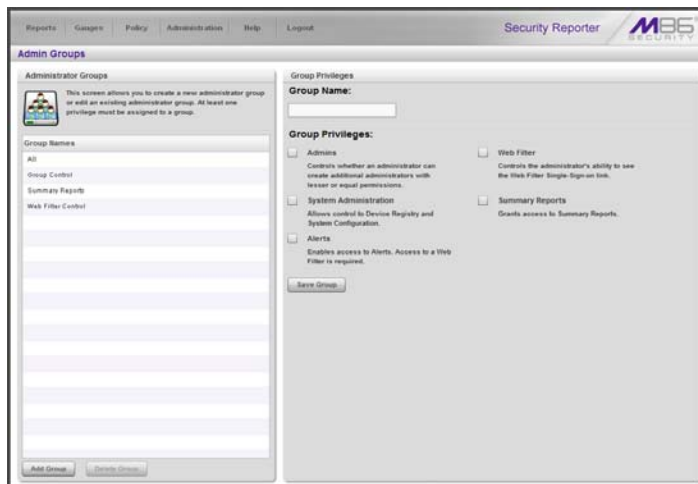 Reports Gauges Policy Administration Help Logout
Security Reporter
M86
SECURITY
Admin Groups
Administrator Groups
This screen allows you to create a new administrator group
or edit an existing administrator group. At least one
privilege must be assigned to a group.
Group Names
All
Group Control
Summary Reports
Web Filter Control
Add Group
Delete Group
Group Privileges
Group Name:
Group Privileges:
Admins
Controls whether an administrator can
create additional administrators with
lesser or equal permissions.
Web Filter
Controls the administrator's ability to see
the Web Filter Single-Sign-on link.
System Administration
Allows control to Device Registry and
System Configuration.
Summary Reports
Grants access to Summary Reports.
Alerts
Enables access to Alerts. Access to a Web
Filter is required.
Save Group